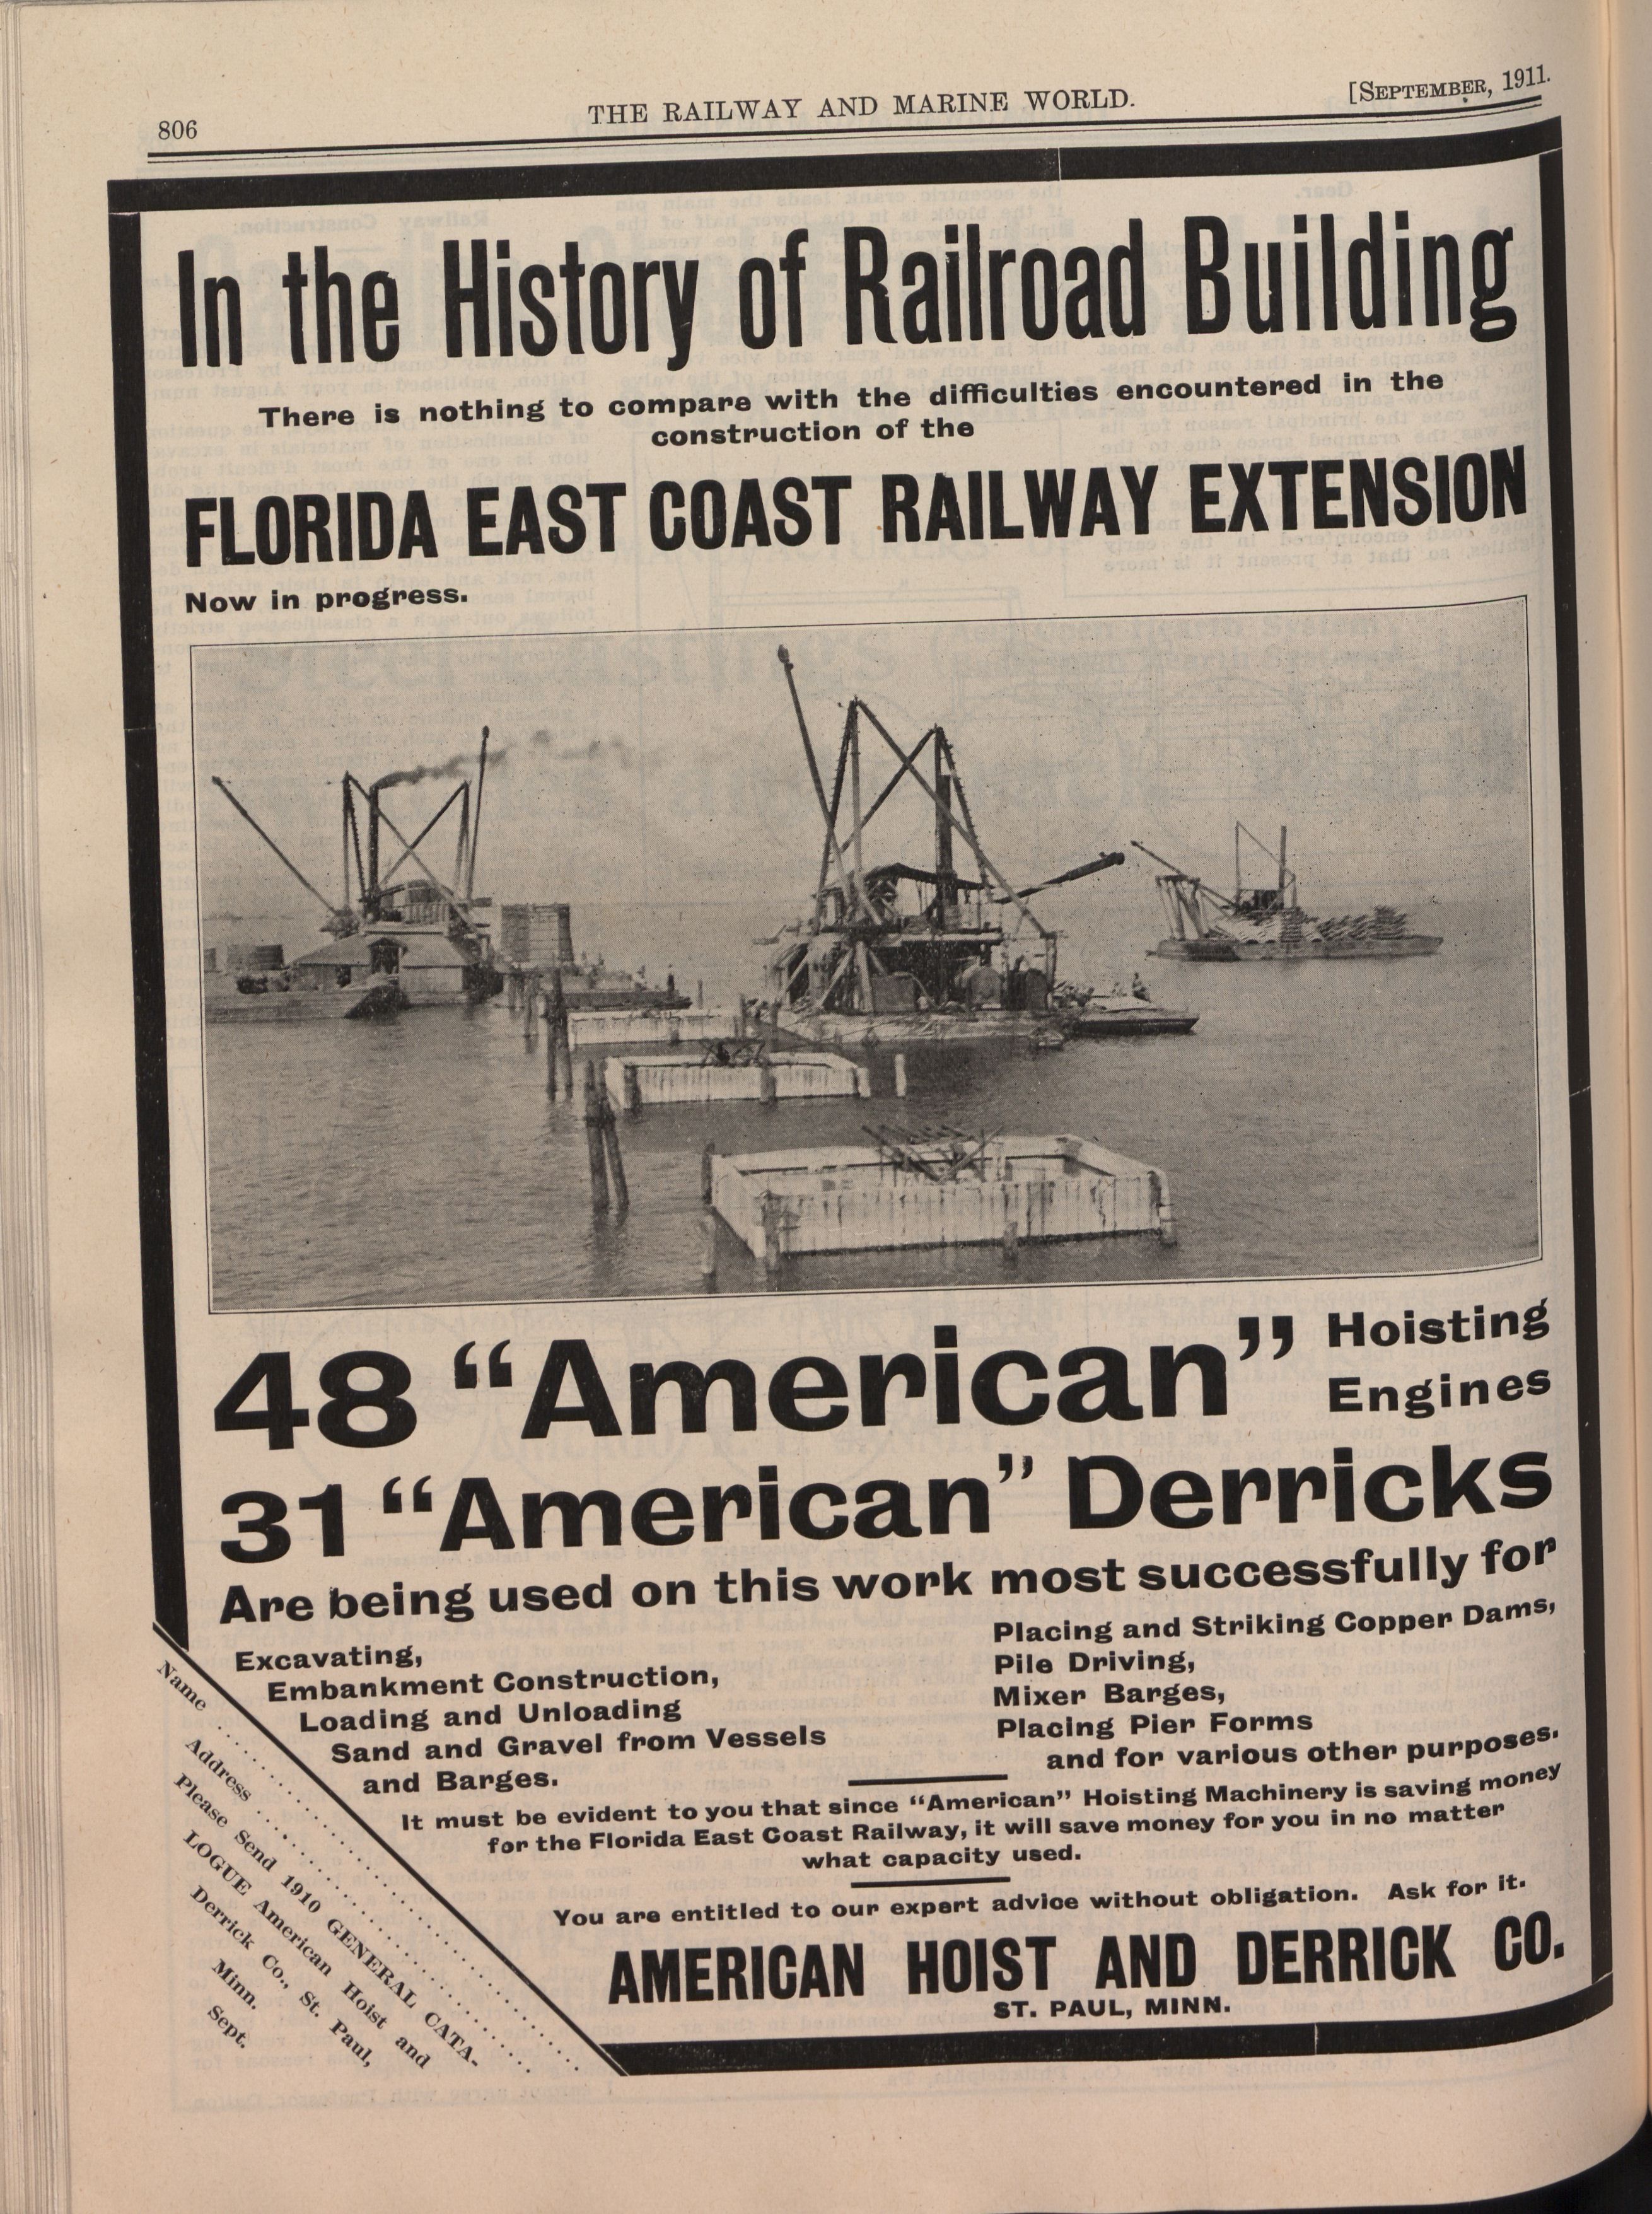 806
THE RAILWAY AND MARINE WORLD.
[SEPTEMBER, 1911.
In the History of Railroad Building
There is nothing to compare with the difficulties encountered in the
construction of the
FLORIDA EAST COAST RAILWAY EXTENSION
Now in progress.
48 “American” Hoisting
Engines
31 “American” Derricks
Are being used on this work most successfully for
Excavating,
Embankment Construction,
Loading and Unloading
Sand and Gravel from Vessels
and Barges.
Placing and Striking Copper Dams,
Pile Driving,
Mixer Barges,
Placing Pier Forms
and for various other purposes.
It must be evident to you that since “American” Hoisting Machinery is saving money
for the Florida East Coast Railway, it will save money for you in no matter
what capacity used.
You are entitled to our expert advice without obligation. Ask for it.
AMERICAN HOIST AND DERRICK CO.
ST. PAUL, MINN.
Name
Address
Please Send 1910 GENERAL CATA-
LOGUE American Hoist and
Derrick Co., St. Paul,
Minn.
Sept.